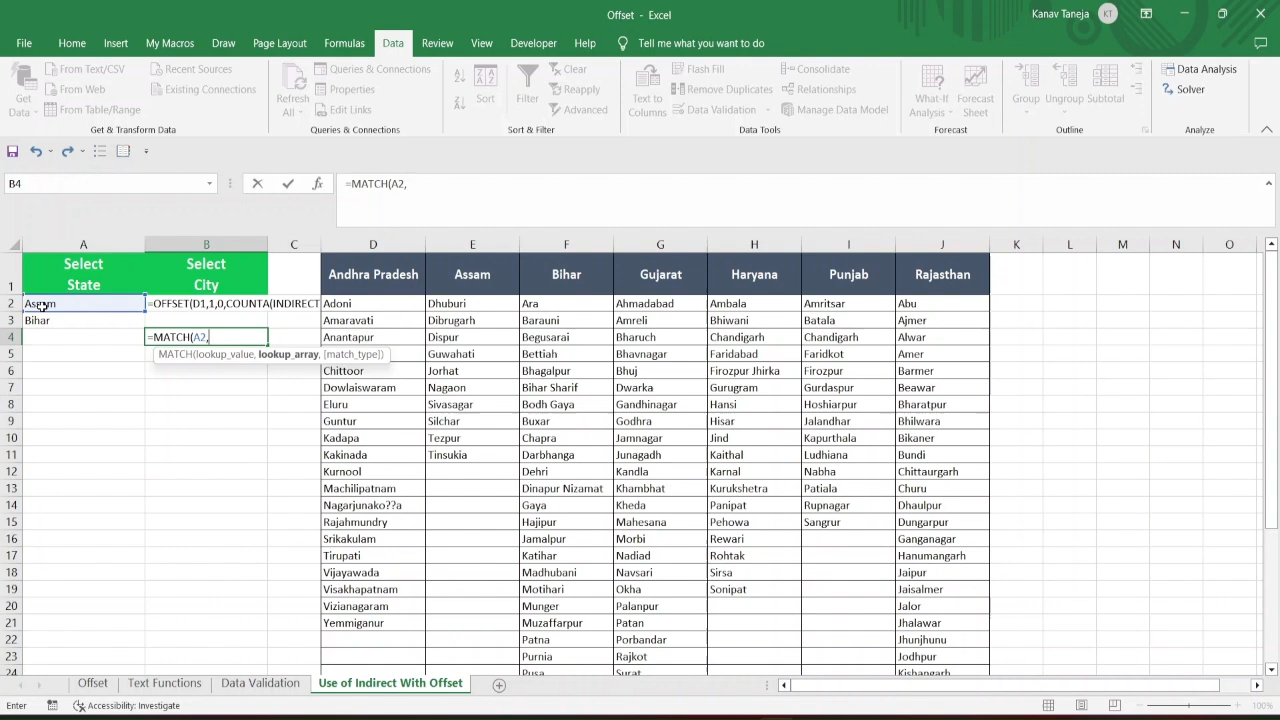 Offset - Excel
Kanav Taneja KT
File Home Insert My Macros Draw Page Layout Formulas Data Review View Developer Help Tell me what you want to do
Get Data
From Text/CSV
From Web
From Table/Range
Recent Sources
Existing Connections
Get & Transform Data
Refresh All
Queries & Connections
Properties
Edit Links
Queries & Connections
Sort
Filter
Clear
Reapply
Advanced
Sort & Filter
Text to Columns
Flash Fill
Remove Duplicates
Data Validation
Consolidate
Relationships
Manage Data Model
Data Tools
What-If Analysis
Forecast Sheet
Forecast
Group Ungroup Subtotal
Outline
Data Analysis
Solver
Analyze
B4 fx =MATCH(A2,
A B C D E F G H I J K L M N O
1 Select State Select City Andhra Pradesh Assam Bihar Gujarat Haryana Punjab Rajasthan
2 Assam =OFFSET(D1,1,0,COUNTA(INDIRECT Adoni Dhuburi Ara Ahmadabad Ambala Amritsar Abu
3 Bihar Amaravati Dibrugarh Barauni Amreli Bhiwani Batala Ajmer
4 =MATCH(A2, Anantapur Dispur Begusarai Bharuch Chandigarh Chandigarh Alwar
MATCH(lookup_value, lookup_array, [match_type])
5 Guwahati Bettiah Bhavnagar Faridabad Faridkot Amer
6 Chittoor Jorhat Bhagalpur Bhuj Firozpur Jhirka Firozpur Barmer
7 Dowlaiswaram Nagaon Bihar Sharif Dwarka Gurugram Gurdaspur Beawar
8 Eluru Sivasagar Bodh Gaya Gandhinagar Hansi Hoshiarpur Bharatpur
9 Guntur Silchar Buxar Godhra Hisar Jalandhar Bhilwara
10 Kadapa Tezpur Chapra Jamnagar Jind Kapurthala Bikaner
11 Kakinada Tinsukia Darbhanga Junagadh Kaithal Ludhiana Bundi
12 Kurnool Dehri Kandla Karnal Nabha Chittaurgarh
13 Machilipatnam Dinapur Nizamat Khambhat Kurukshetra Patiala Churu
14 Nagarjunako??a Gaya Kheda Panipat Rupnagar Dhaulpur
15 Rajahmundry Hajipur Mahesana Pehowa Sangrur Dungarpur
16 Srikakulam Jamalpur Morbi Rewari Ganganagar
17 Tirupati Katihar Nadiad Rohtak Hanumangarh
18 Vijayawada Madhubani Navsari Sirsa Jaipur
19 Visakhapatnam Motihari Okha Sonipat Jaisalmer
20 Vizianagaram Munger Palanpur Jalor
21 Yemmiganur Muzaffarpur Patan Jhalawar
22 Patna Porbandar Jhunjhunu
23 Purnia Rajkot Jodhpur
24 Pusa Surat Kishangarh
Offset Text Functions Data Validation Use of Indirect With Offset
Enter Accessibility: Investigate 100%